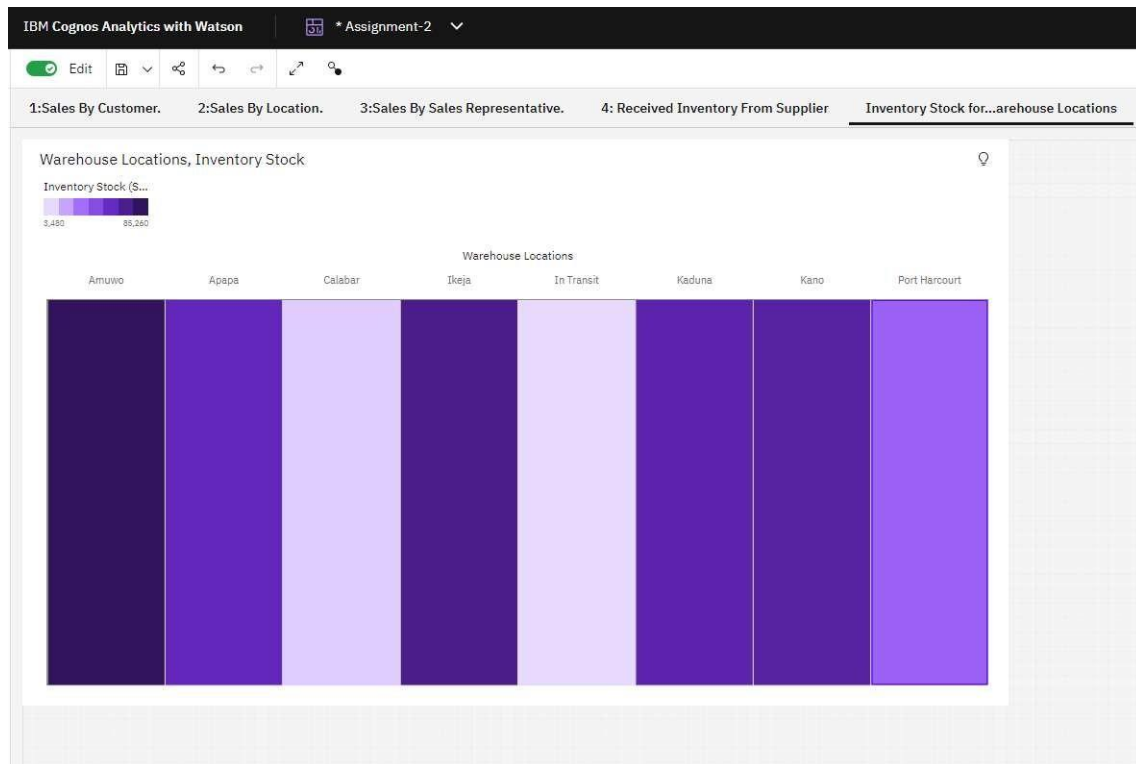 IBM Cognos Analytics with Watson
* Assignment-2
Edit
1:Sales By Customer.
2:Sales By Location.
3:Sales By Sales Representative.
4: Received Inventory From Supplier
Inventory Stock for...arehouse Locations
Warehouse Locations, Inventory Stock
Inventory Stock (S...
3,480 85,260
Warehouse Locations
Amuwo Apapa Calabar Ikeja In Transit Kaduna Kano Port Harcourt